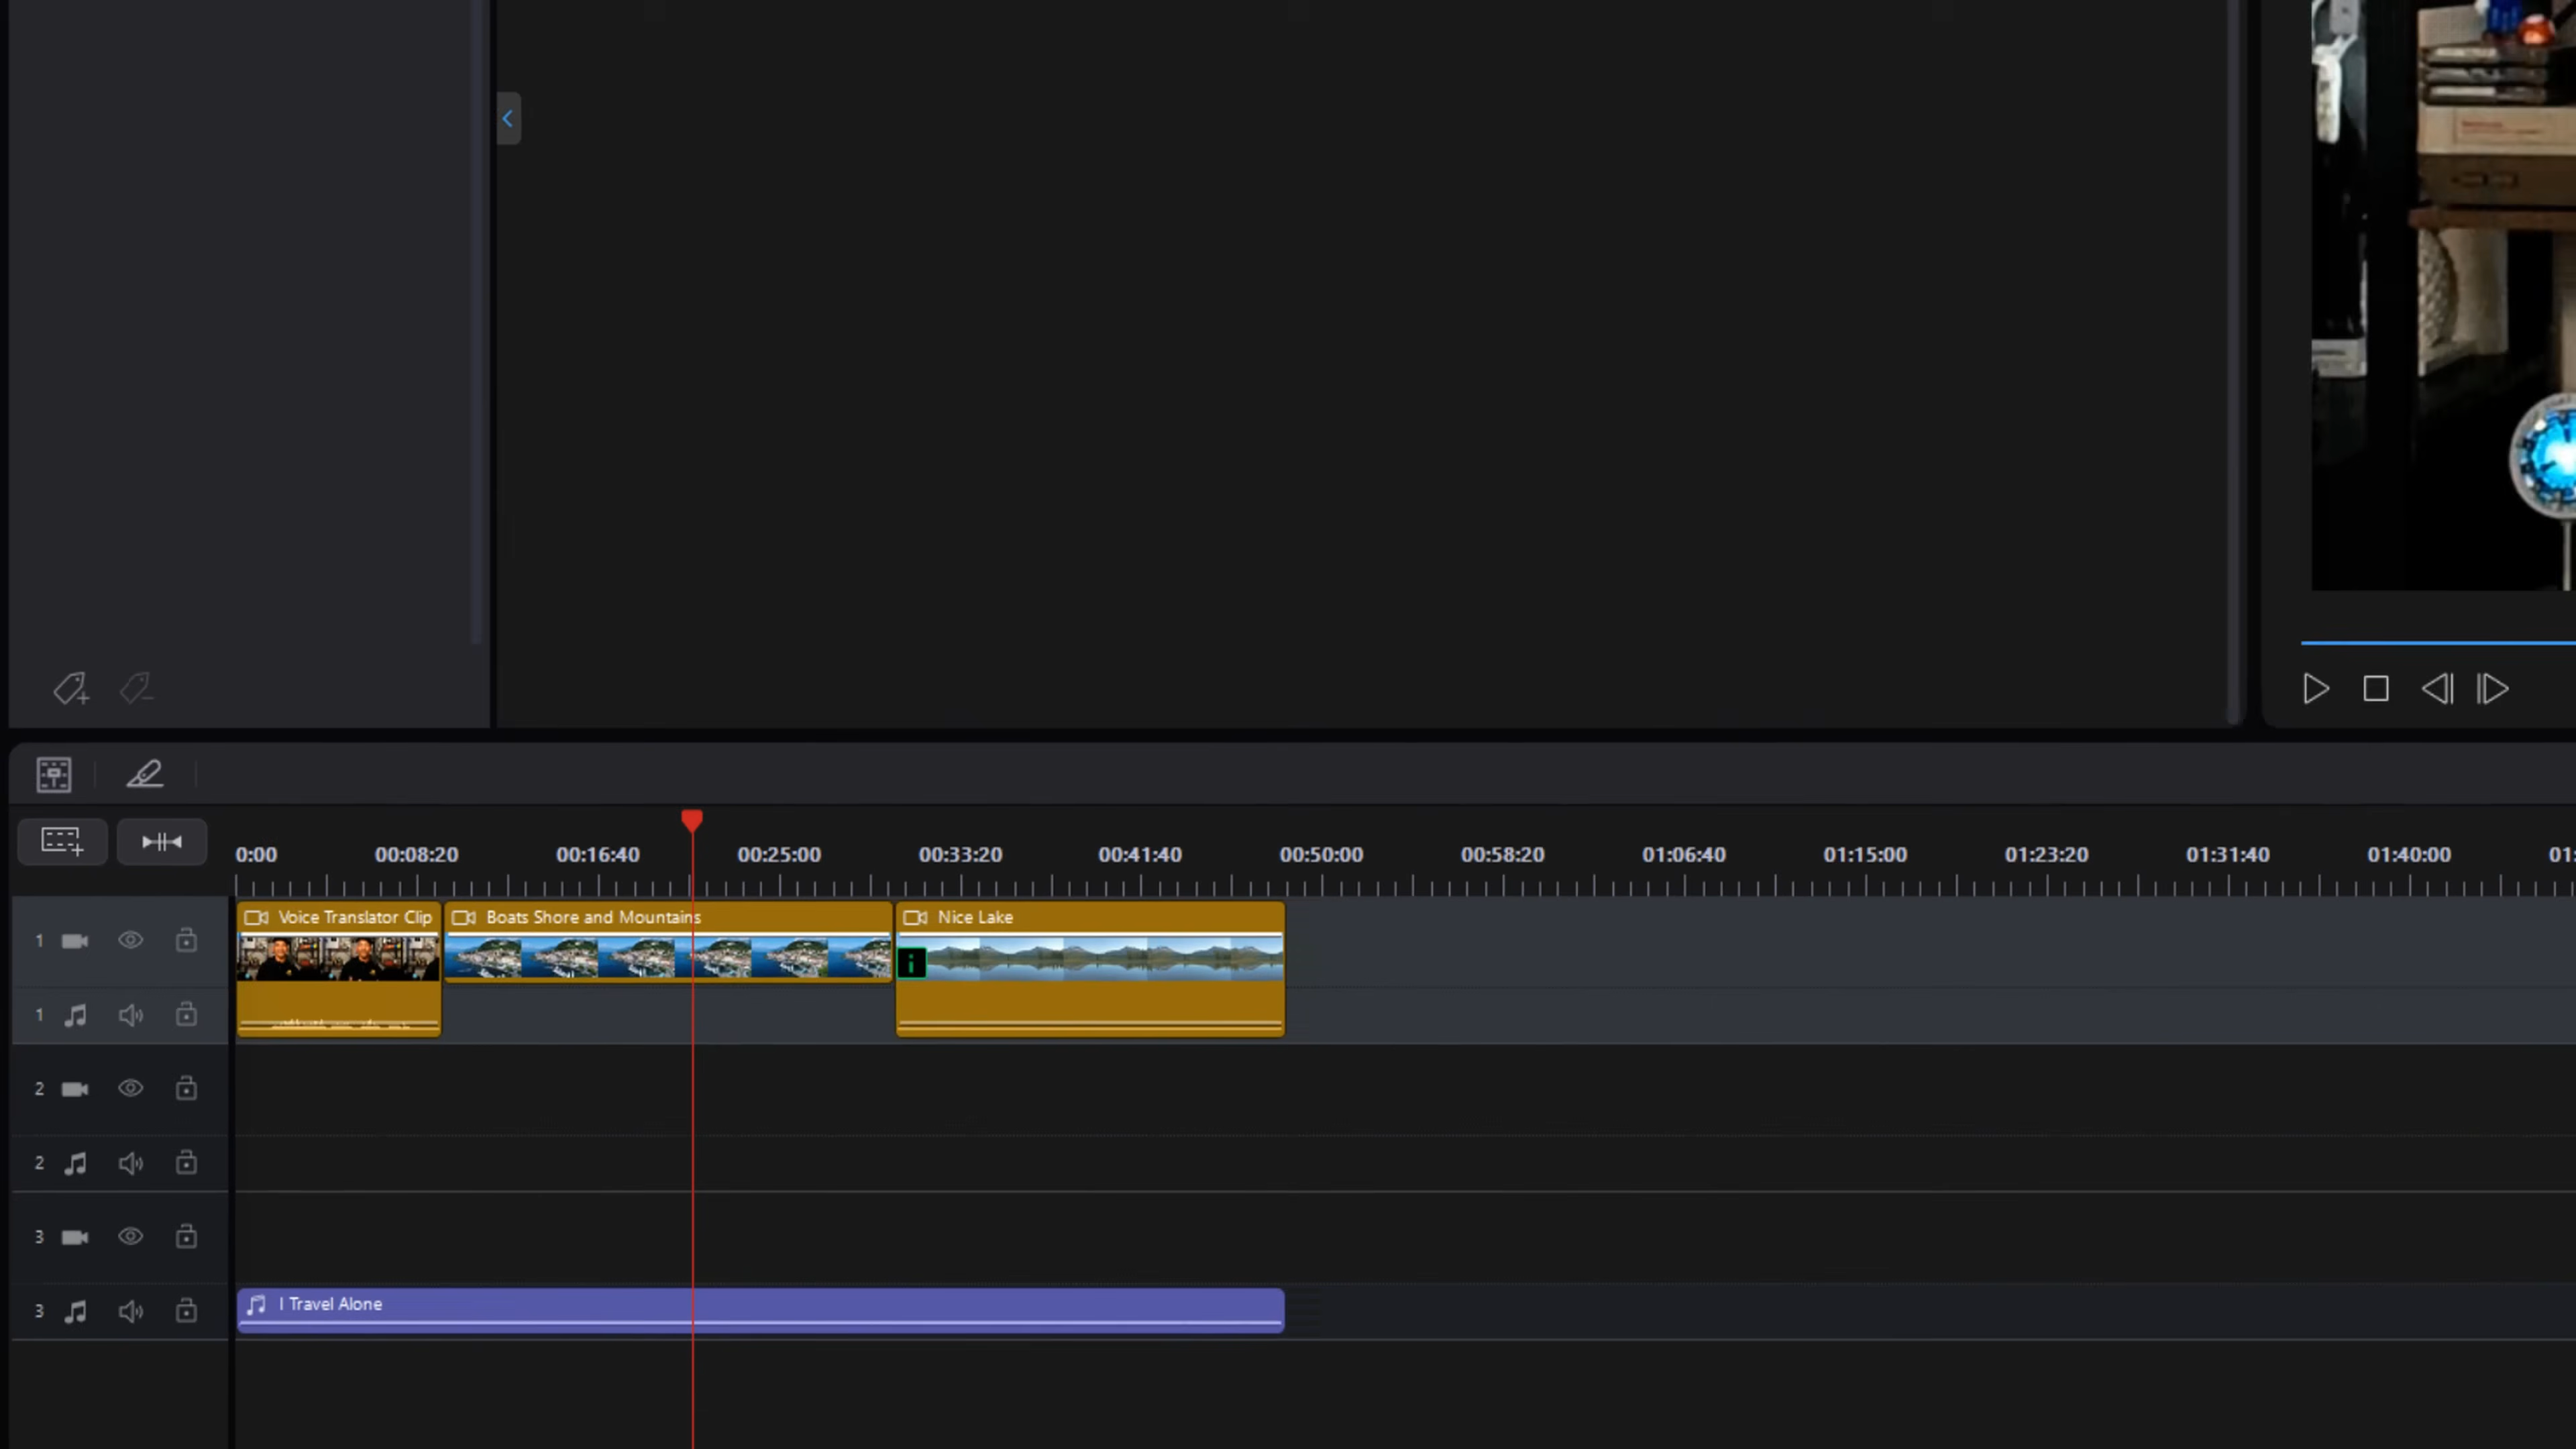 0:00 00:08:20 00:16:40 00:25:00 00:33:20 00:41:40 00:50:00 00:58:20 01:06:40 01:15:00 01:23:20 01:31:40 01:40:00 01:
1 Voice Translator Clip Boats Shore and Mountains Nice Lake
i
1
2
2
3
3 I Travel Alone